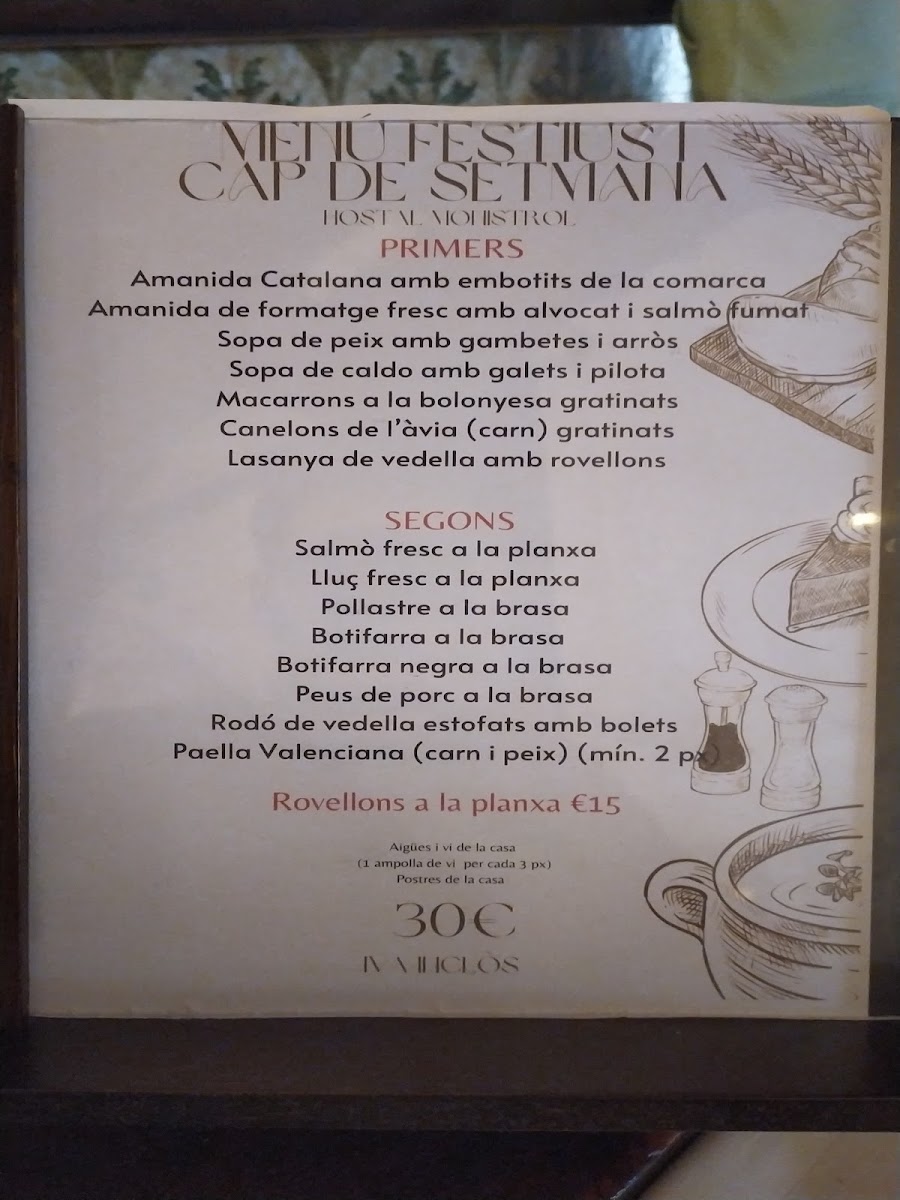 MENÚ FESTIUS I
CAP DE SETMANA
HOSTAL MONISTROL
PRIMERS
Amanida Catalana amb embotits de la comarca
Amanida de formatge fresc amb alvocat i salmò fumat
Sopa de peix amb gambetes i arròs
Sopa de caldo amb galets i pilota
Macarrons a la bolonyesa gratinats
Canelons de l'àvia (carn) gratinats
Lasanya de vedella amb rovellons
SEGONS
Salmò fresc a la planxa
Lluç fresc a la planxa
Pollastre a la brasa
Botifarra a la brasa
Botifarra negra a la brasa
Peus de porc a la brasa
Rodó de vedella estofats amb bolets
Paella Valenciana (carn i peix) (mín. 2 px)
Rovellons a la planxa €15
Aigües i vi de la casa
(1 ampolla de vi per cada 3 px)
Postres de la casa
30€
IVA INCLÒS